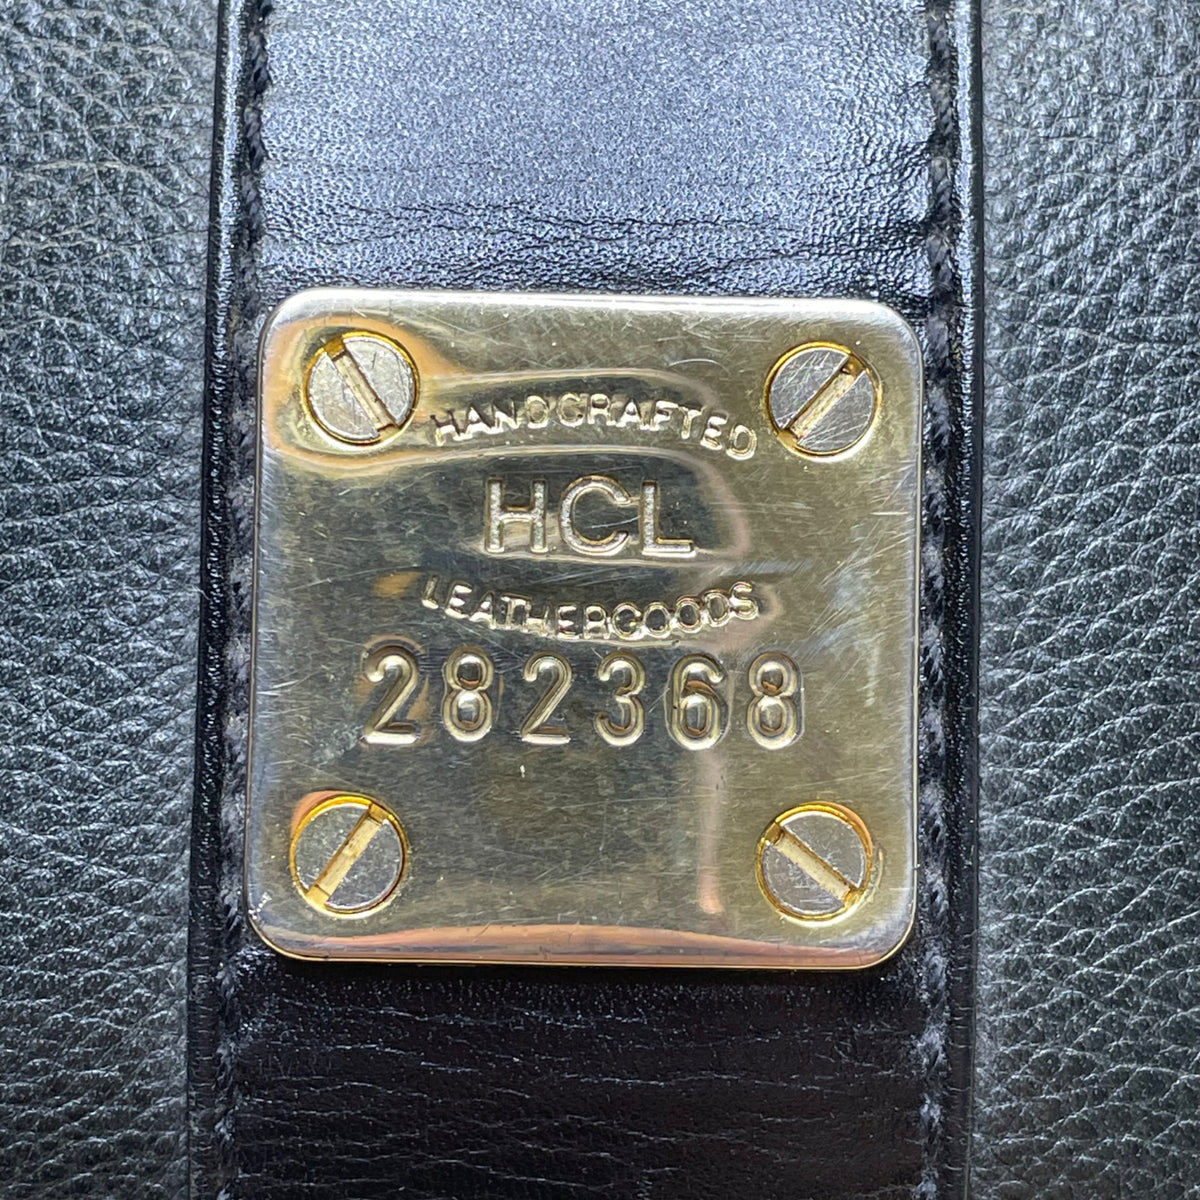 HANDCRAFTED
HCL
LEATHERGOODS
282368